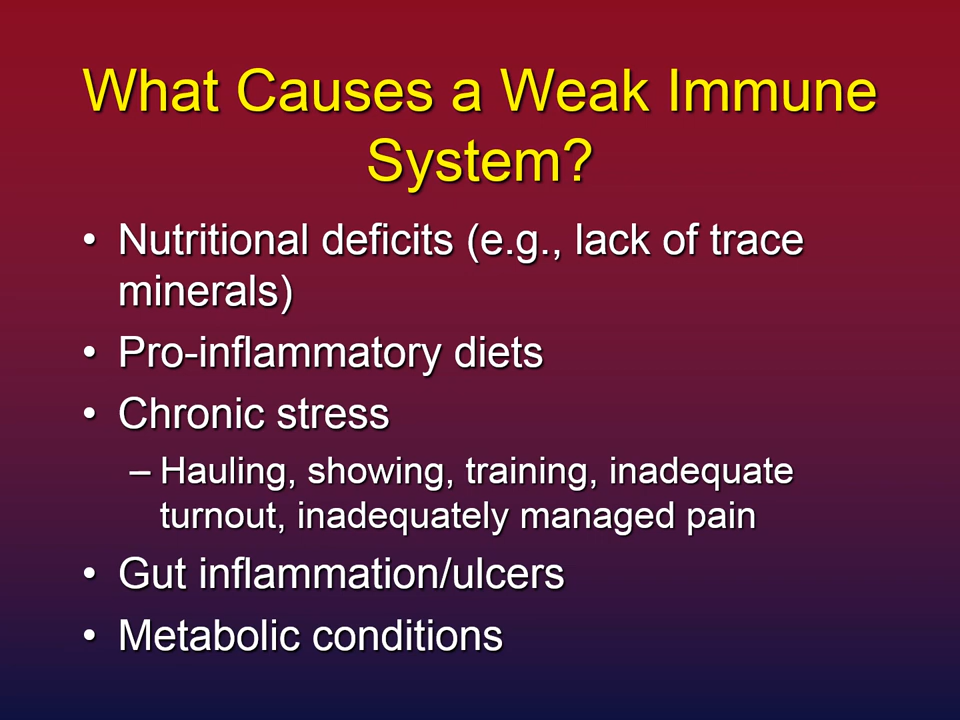 What Causes a Weak Immune
System?
• Nutritional deficits (e.g., lack of trace
minerals)
• Pro-inflammatory diets
• Chronic stress
– Hauling, showing, training, inadequate
turnout, inadequately managed pain
• Gut inflammation/ulcers
• Metabolic conditions